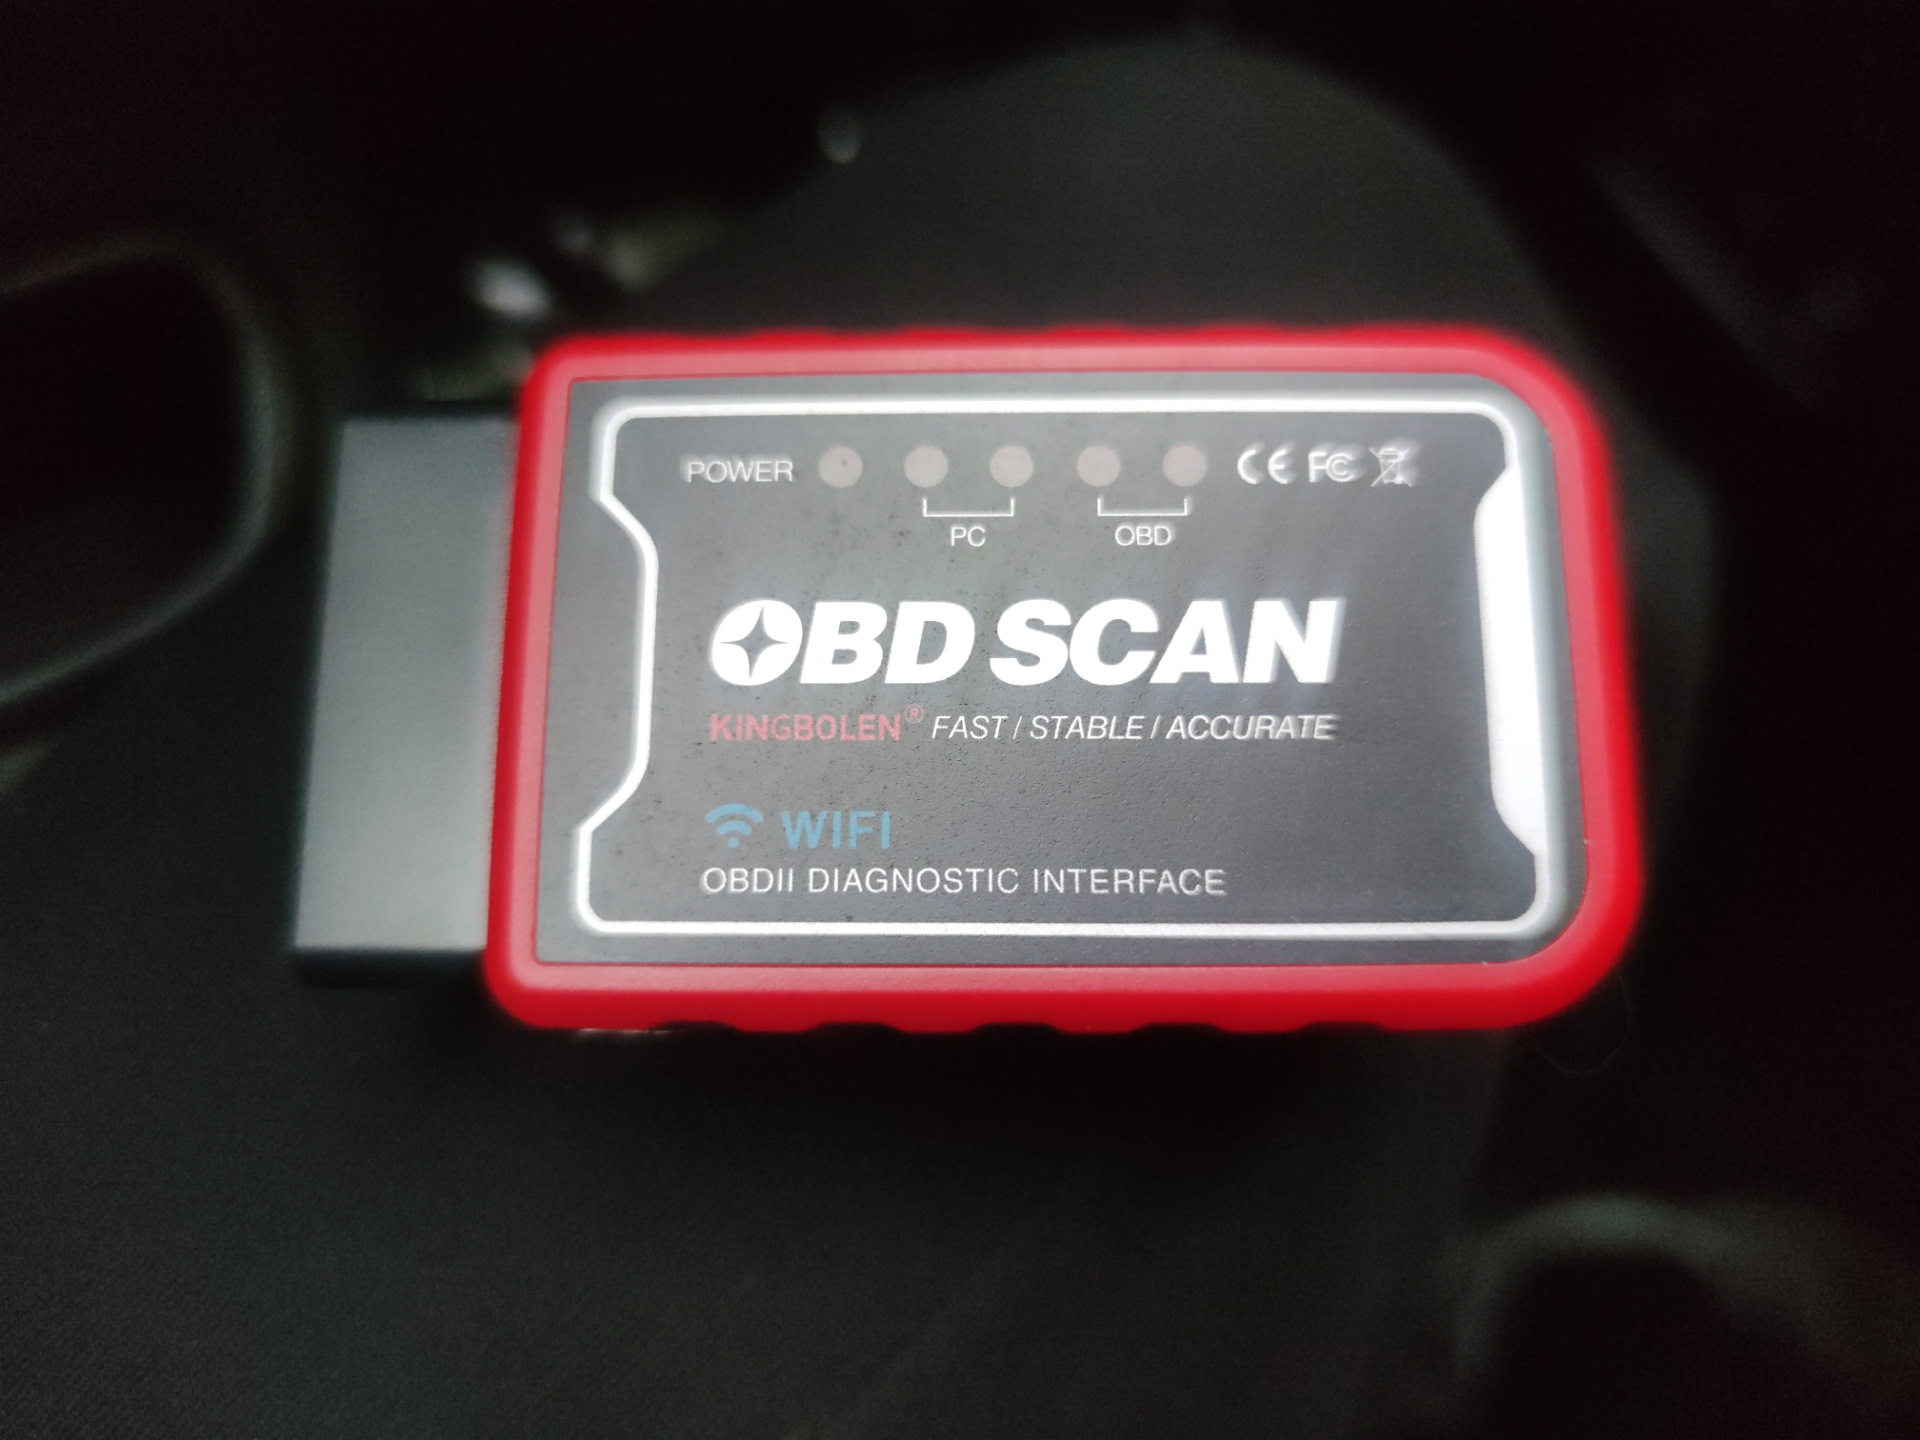 POWER CE FC
PC OBD
OBD SCAN
KINGBOLEN® FAST / STABLE / ACCURATE
WIFI
OBDII DIAGNOSTIC INTERFACE